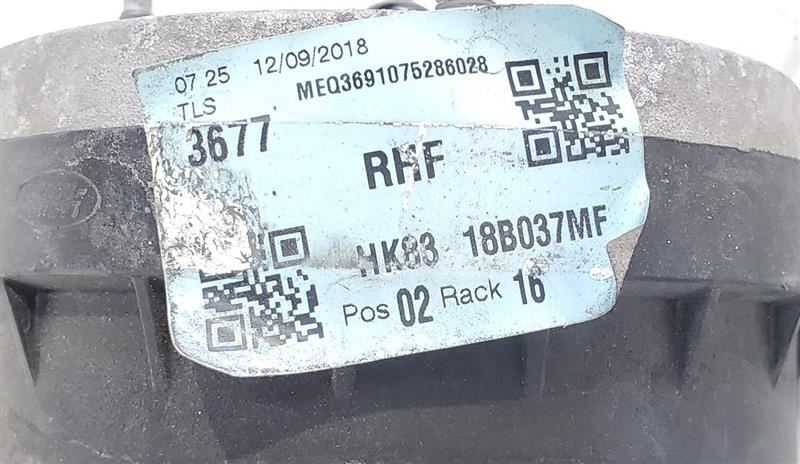 07 25 12/09/2018
MEQ3691075286028
TLS
3677
RHF
HK83 18B037MF
Pos 02 Rack 16